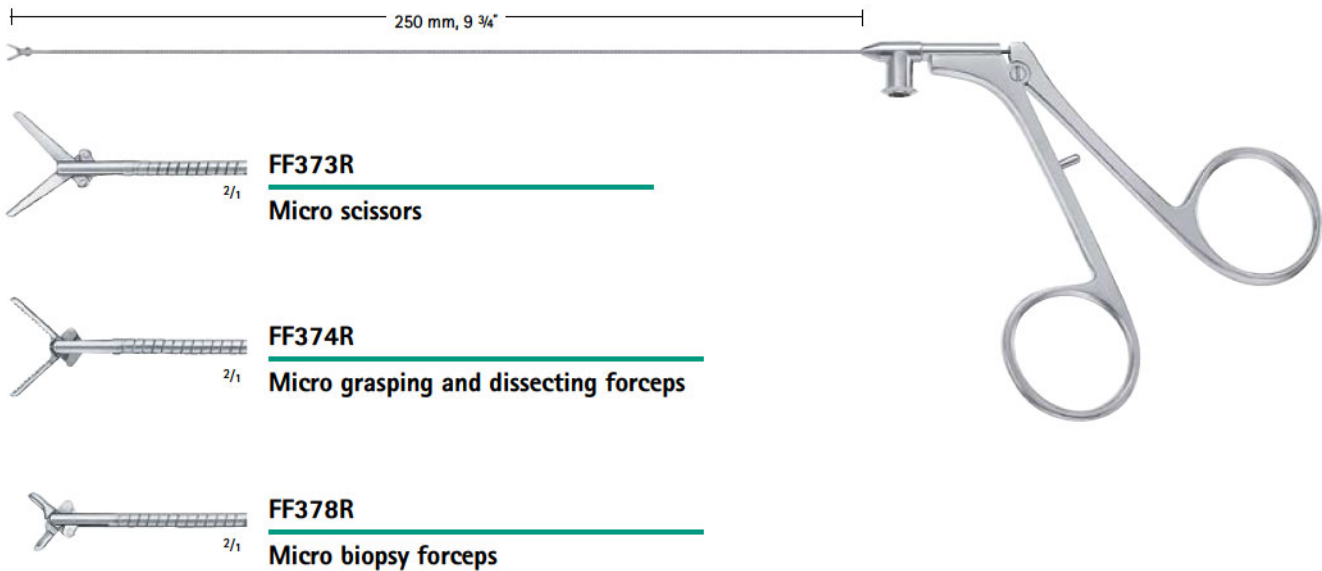 250 mm, 9 ¾"
FF373R
2/1
Micro scissors
FF374R
2/1
Micro grasping and dissecting forceps
FF378R
2/1
Micro biopsy forceps